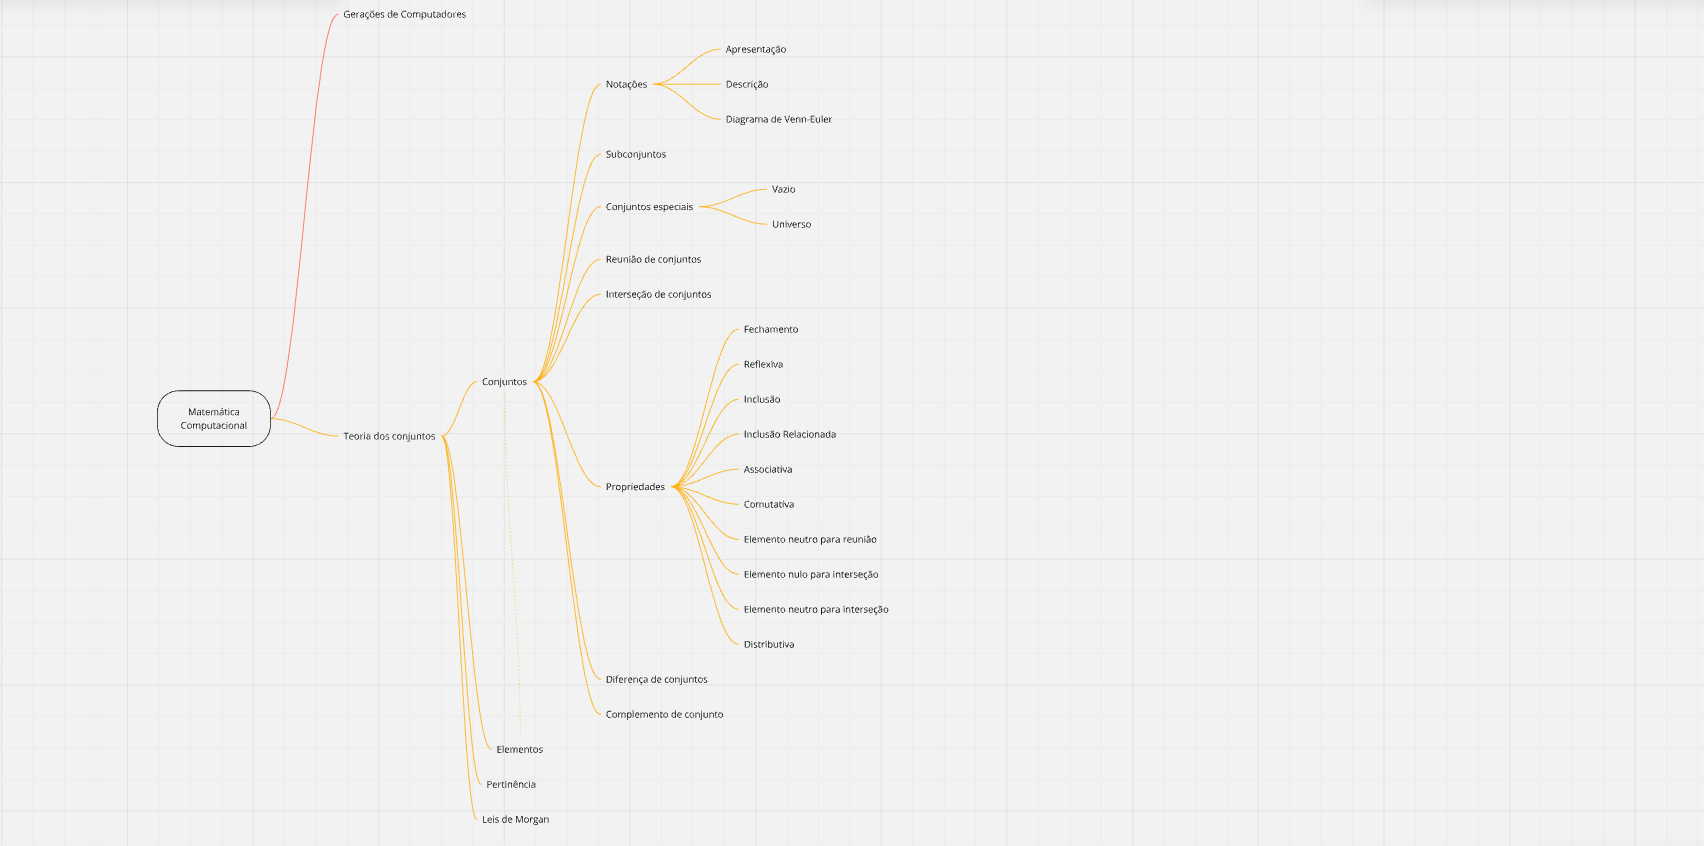 Gerações de Computadores
Apresentação
Notações
Descrição
Diagrama de Venn-Euler
Subconjuntos
Vazio
Conjuntos especiais
Universo
Reunião de conjuntos
Interseção de conjuntos
Fechamento
Reflexiva
Conjuntos
Inclusão
Matemática
Computacional
Teoria dos conjuntos
Inclusão Relacionada
Associativa
Propriedades
Comutativa
Elemento neutro para reunião
Elemento nulo para interseção
Elemento neutro para interseção
Distributiva
Diferença de conjuntos
Complemento de conjunto
Elementos
Pertinência
Leis de Morgan